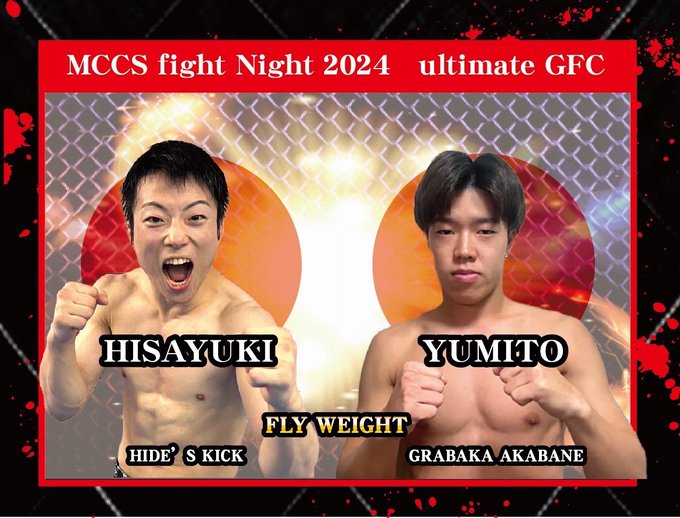 MCCS fight Night 2024 ultimate GFC
HISAYUKI
YUMITO
FLY WEIGHT
HIDE'S KICK
GRABAKA AKABANE